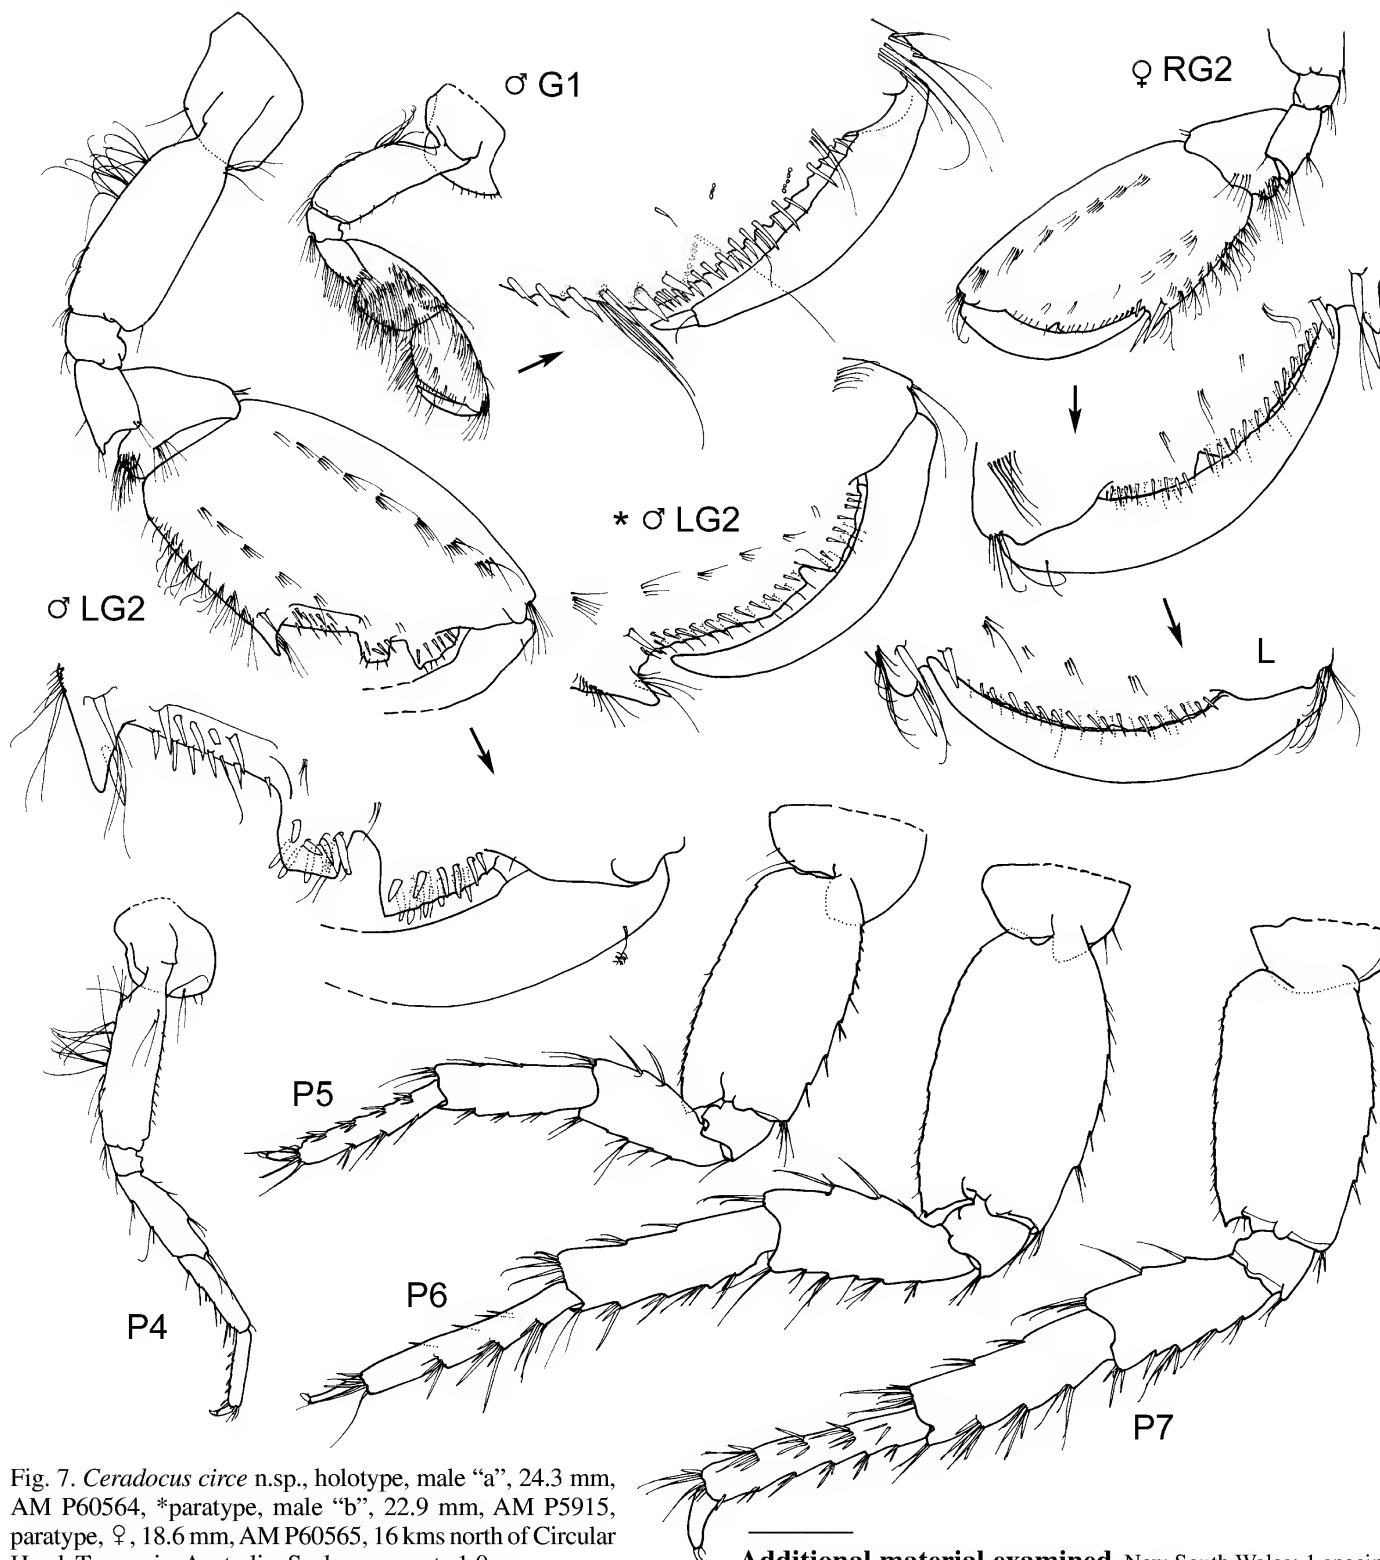 ♂ G1
♀ RG2
* ♂ LG2
♂ LG2
L
P5
P6
P4
P7
Fig. 7. Ceradocus circe n.sp., holotype, male “a”, 24.3 mm,
AM P60564, *paratype, male “b”, 22.9 mm, AM P5915,
paratype, ♀, 18.6 mm, AM P60565, 16 kms north of Circular
Additional material examined. New South Wales: 1